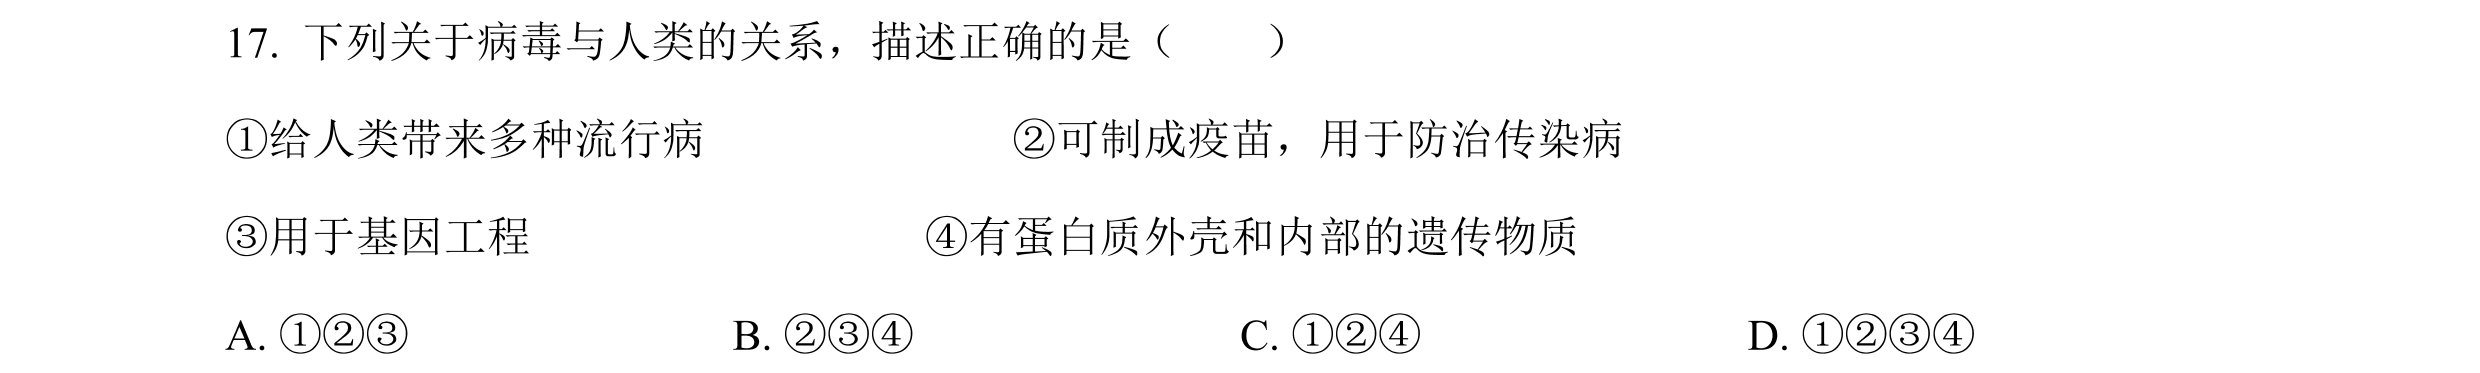 17. 下列关于病毒与人类的关系，描述正确的是（　　）
①给人类带来多种流行病　　②可制成疫苗，用于防治传染病
③用于基因工程　　④有蛋白质外壳和内部的遗传物质
A. ①②③　　B. ②③④　　C. ①②④　　D. ①②③④